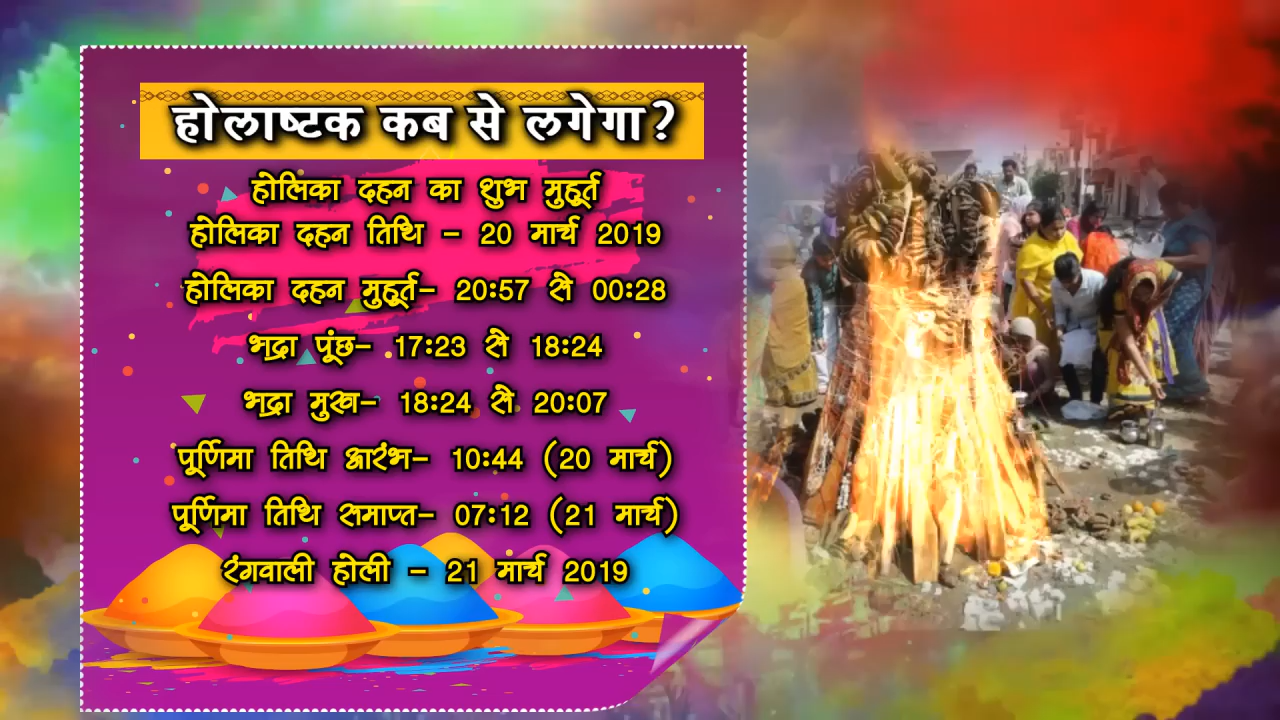 होलाष्टक कब से लगेगा?
होलिका दहन का शुभ मुहूर्त
होलिका दहन तिथि - 20 मार्च 2019
होलिका दहन मुहूर्त- 20:57 से 00:28
भद्रा पूंछ- 17:23 से 18:24
भद्रा मुख- 18:24 से 20:07
पूर्णिमा तिथि आरंभ- 10:44 (20 मार्च)
पूर्णिमा तिथि समाप्त- 07:12 (21 मार्च)
रंगवाली होली - 21 मार्च 2019